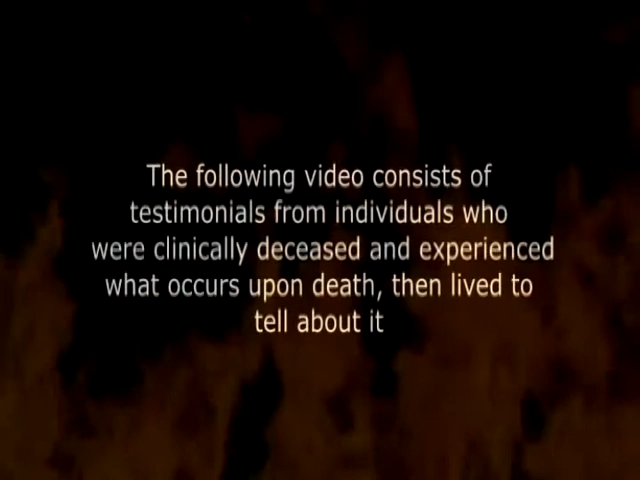 The following video consists of
testimonials from individuals who
were clinically deceased and experienced
what occurs upon death, then lived to
tell about it